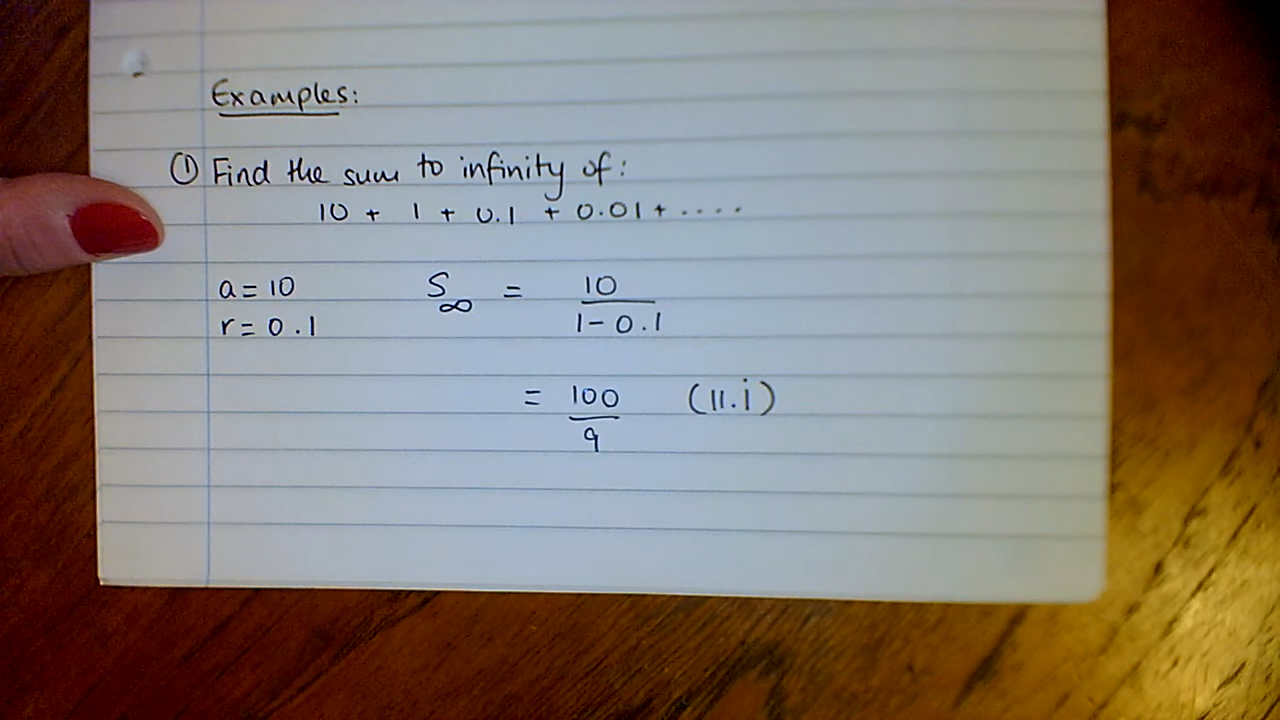 Examples:
① Find the sum to infinity of:
10 + 1 + 0.1 + 0.01 + ....
a = 10
r = 0.1
S∞ = 10/(1 - 0.1)
= 100/9 (11.1̇)